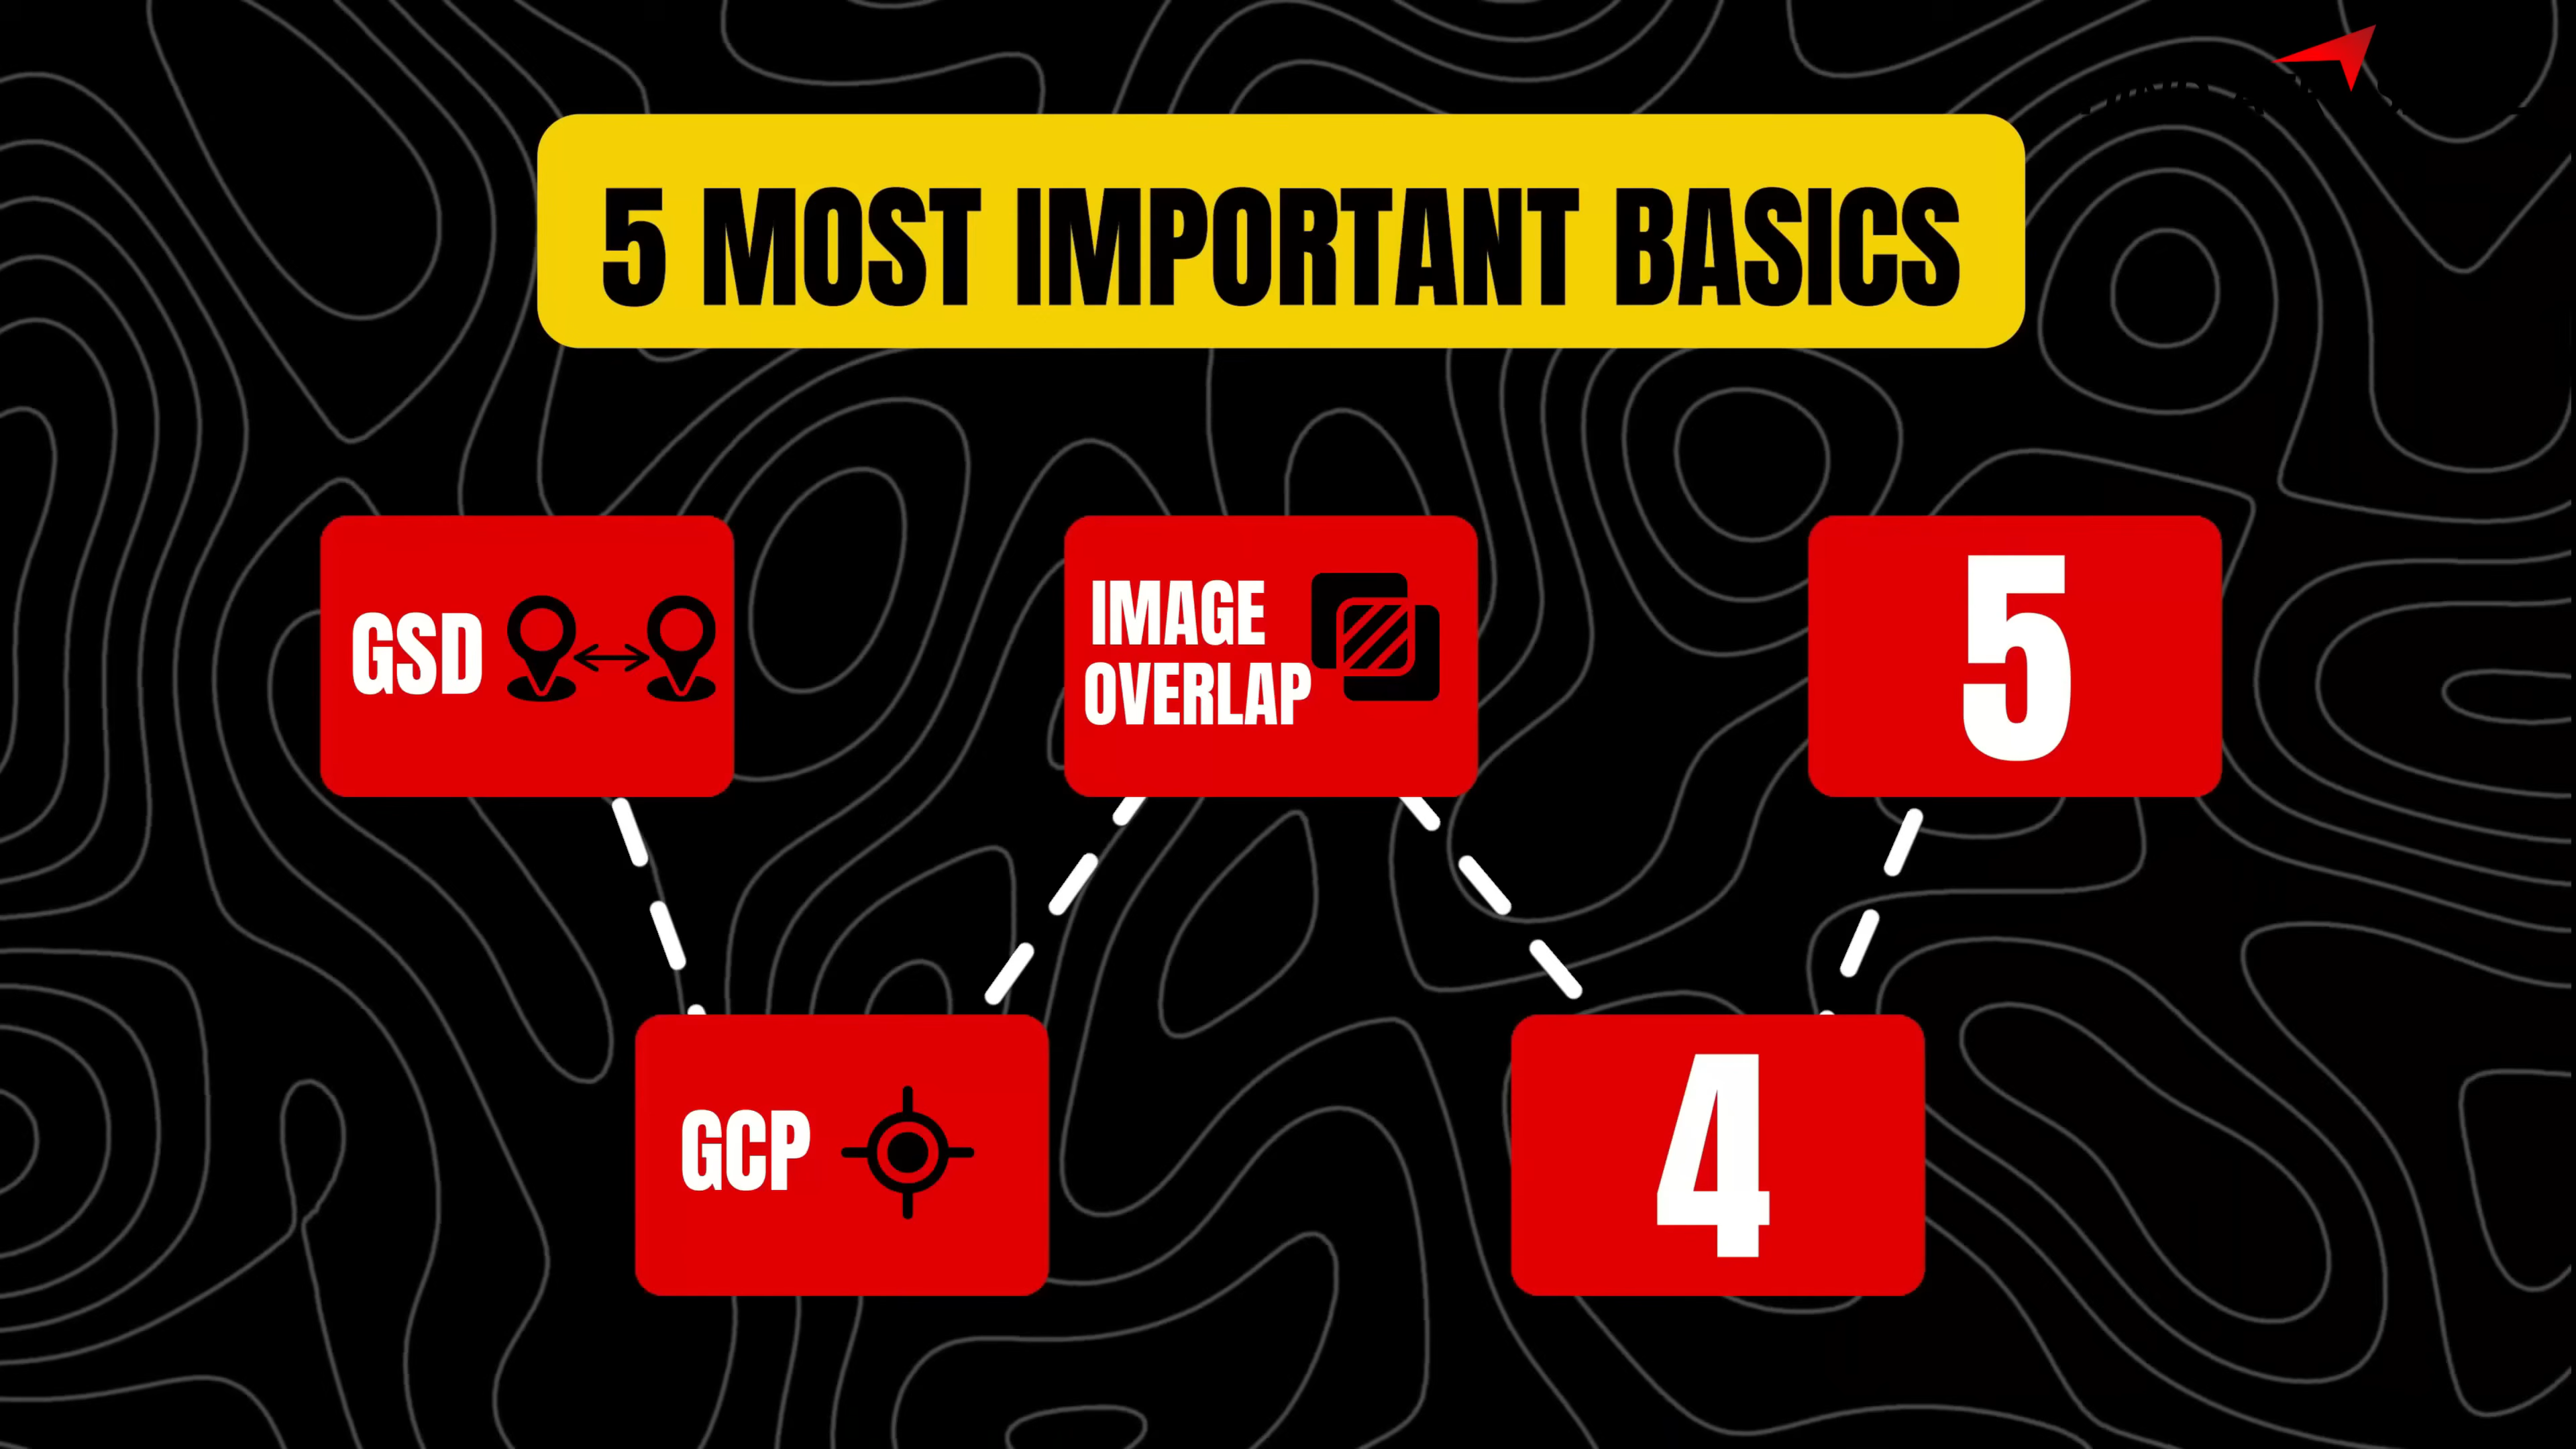 5 MOST IMPORTANT BASICS
GSD
IMAGE
OVERLAP
5
GCP
4